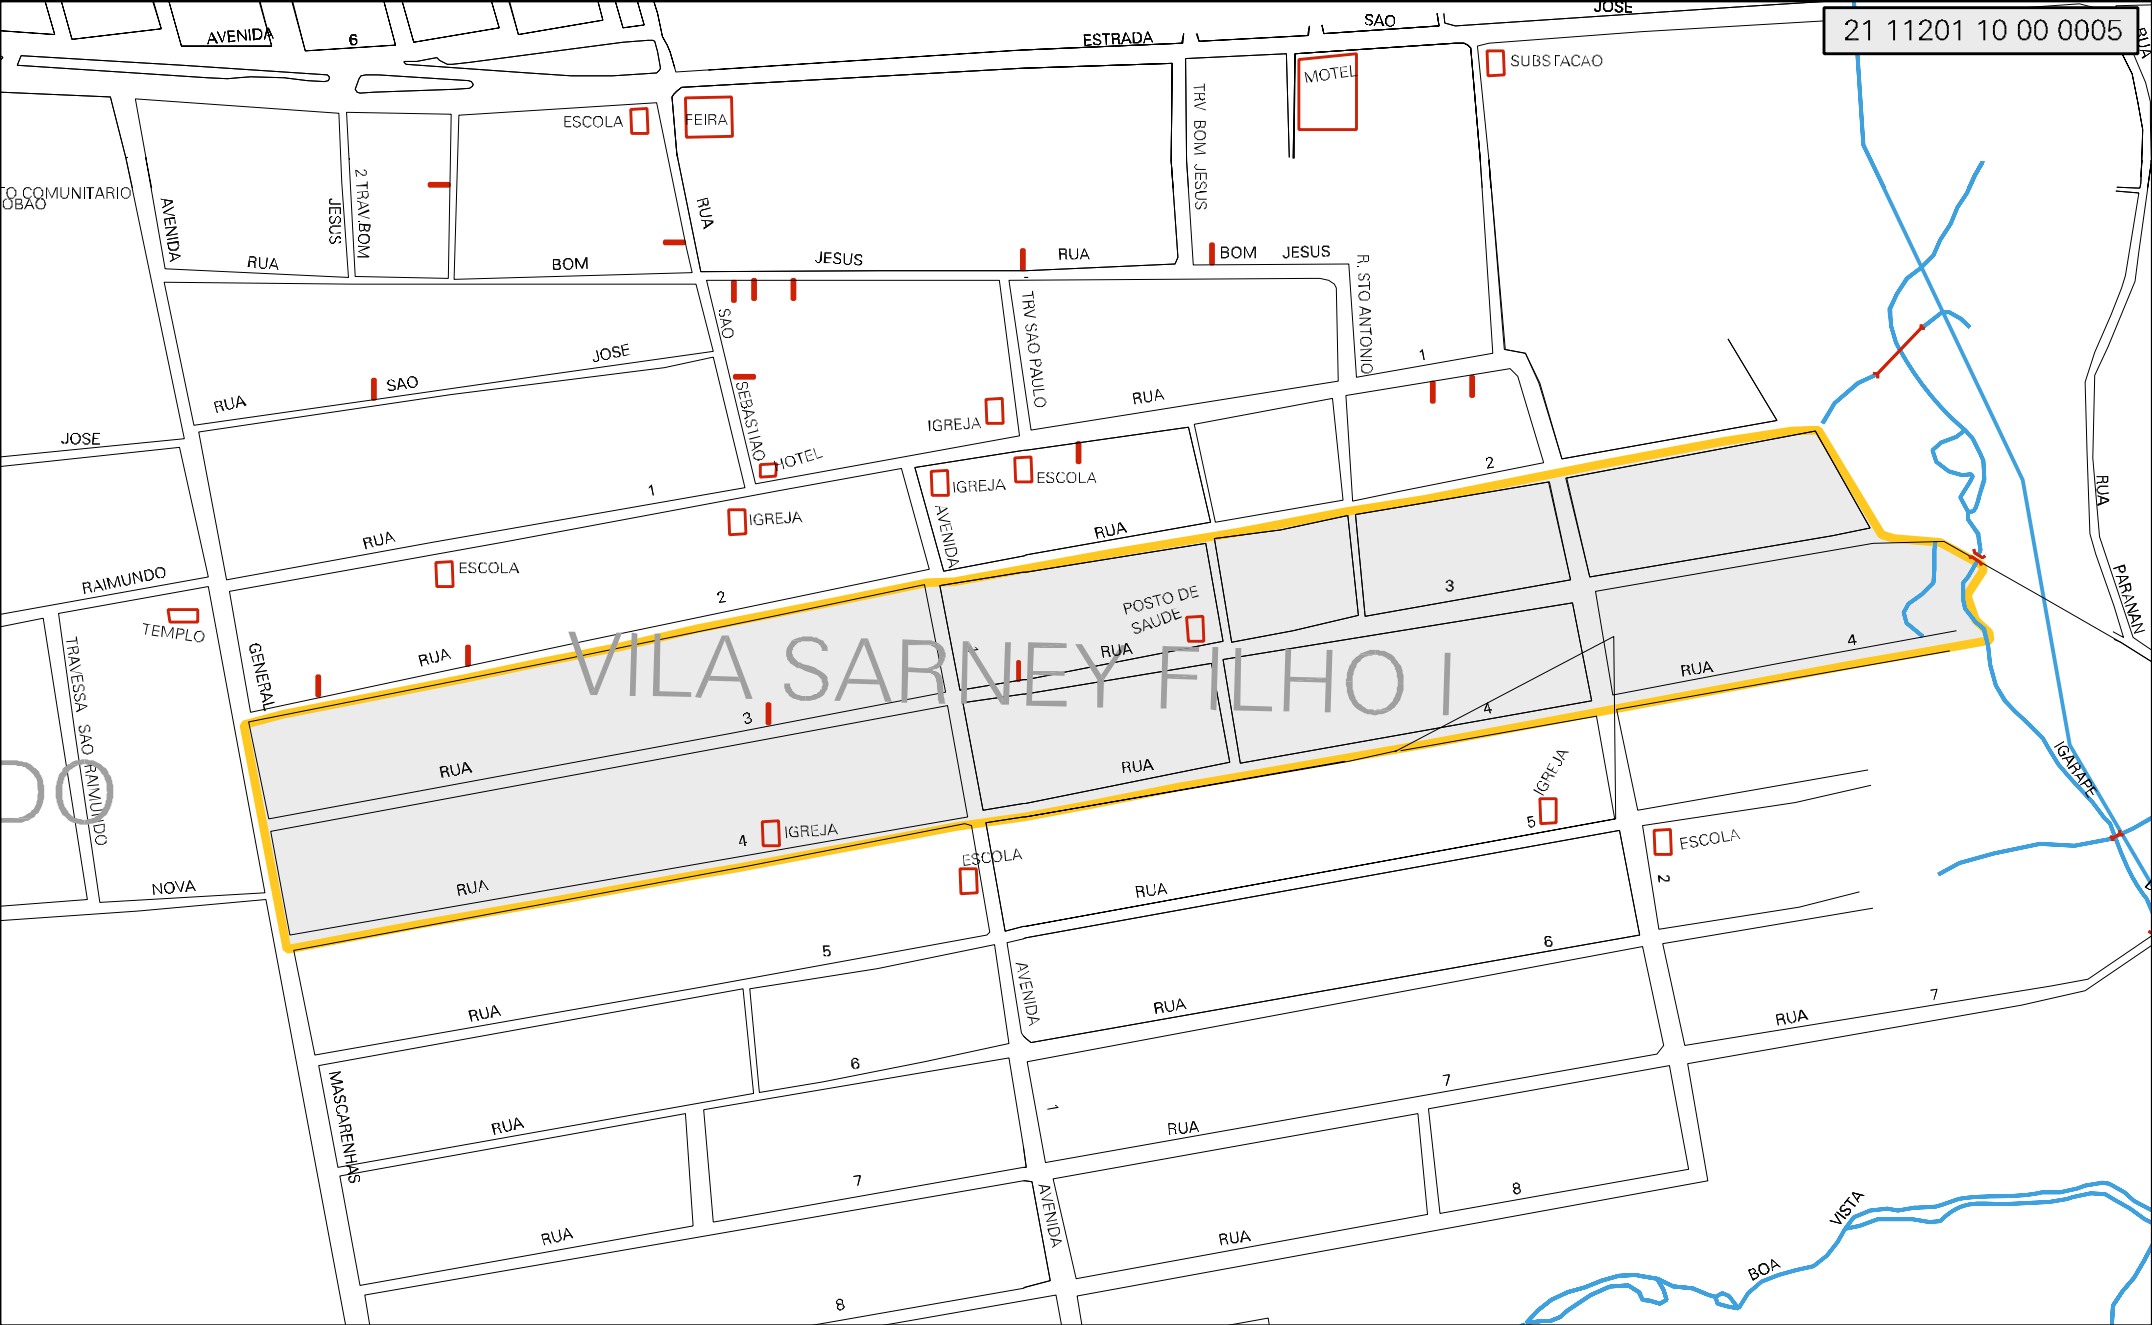 21 11201 10 00 0005
AVENIDA
6
ESTRADA
SAO
JOSE
RUA
SUBSTACAO
MOTEL
ESCOLA
FEIRA
TRV BOM JESUS
2 TRAV.BOM
JESUS
TO COMUNITARIO
OBAO
AVENIDA
RUA
RUA
BOM
JESUS
RUA
BOM
JESUS
R. STO ANTONIO
TRV SAO PAULO
SAO
JOSE
SAO
RUA
1
RUA
SEBASTIAO
IGREJA
JOSE
HOTEL
IGREJA
ESCOLA
2
1
RUA
IGREJA
AVENIDA
RUA
RUA
RAIMUNDO
ESCOLA
2
TEMPLO
GENERAL
RUA
POSTO DE
SAUDE
3
RUA
PARANAN
VILA SARNEY FILHO I
1
RUA
4
3
RUA
4
TRAVESSA SAO RAIMUNDO
DO
RUA
IGREJA
IGARAPE
4
IGREJA
5
ESCOLA
ESCOLA
NOVA
RUA
RUA
2
5
6
AVENIDA
RUA
RUA
7
RUA
6
7
MASCARENHAS
RUA
1
RUA
7
8
AVENIDA
RUA
RUA
VISTA
BOA
8